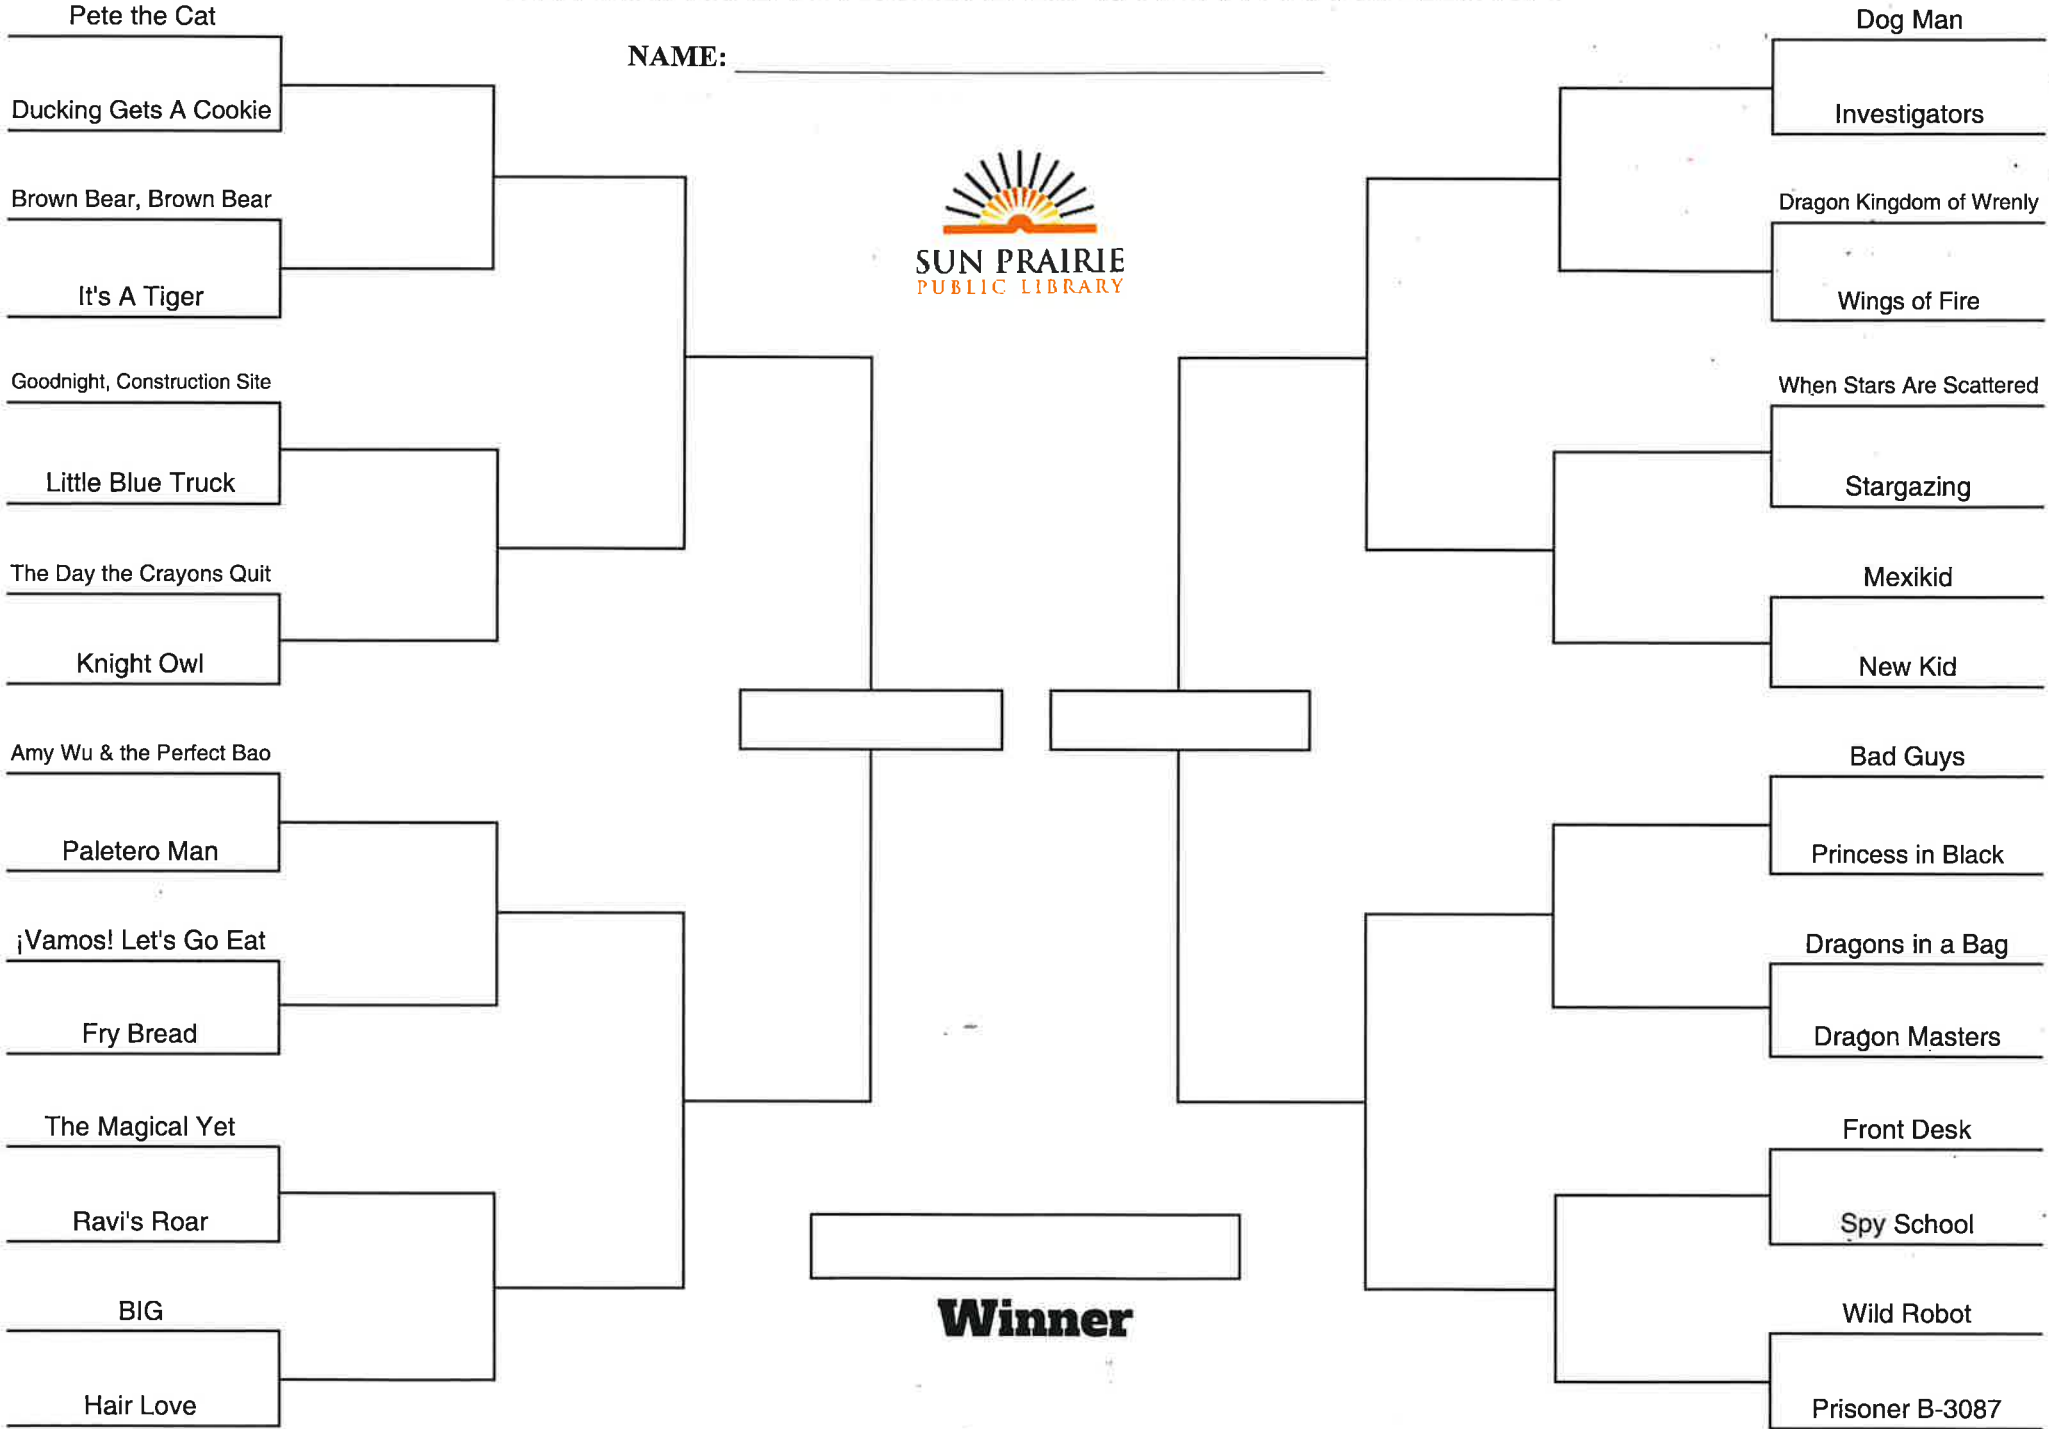 Pete the Cat
Ducking Gets A Cookie
Brown Bear, Brown Bear
It's A Tiger
Goodnight, Construction Site
Little Blue Truck
The Day the Crayons Quit
Knight Owl
Amy Wu & the Perfect Bao
Paletero Man
¡Vamos! Let's Go Eat
Fry Bread
The Magical Yet
Ravi's Roar
BIG
Hair Love
NAME:
SUN PRAIRIE
PUBLIC LIBRARY
Winner
Dog Man
Investigators
Dragon Kingdom of Wrenly
Wings of Fire
When Stars Are Scattered
Stargazing
Mexikid
New Kid
Bad Guys
Princess in Black
Dragons in a Bag
Dragon Masters
Front Desk
Spy School
Wild Robot
Prisoner B-3087